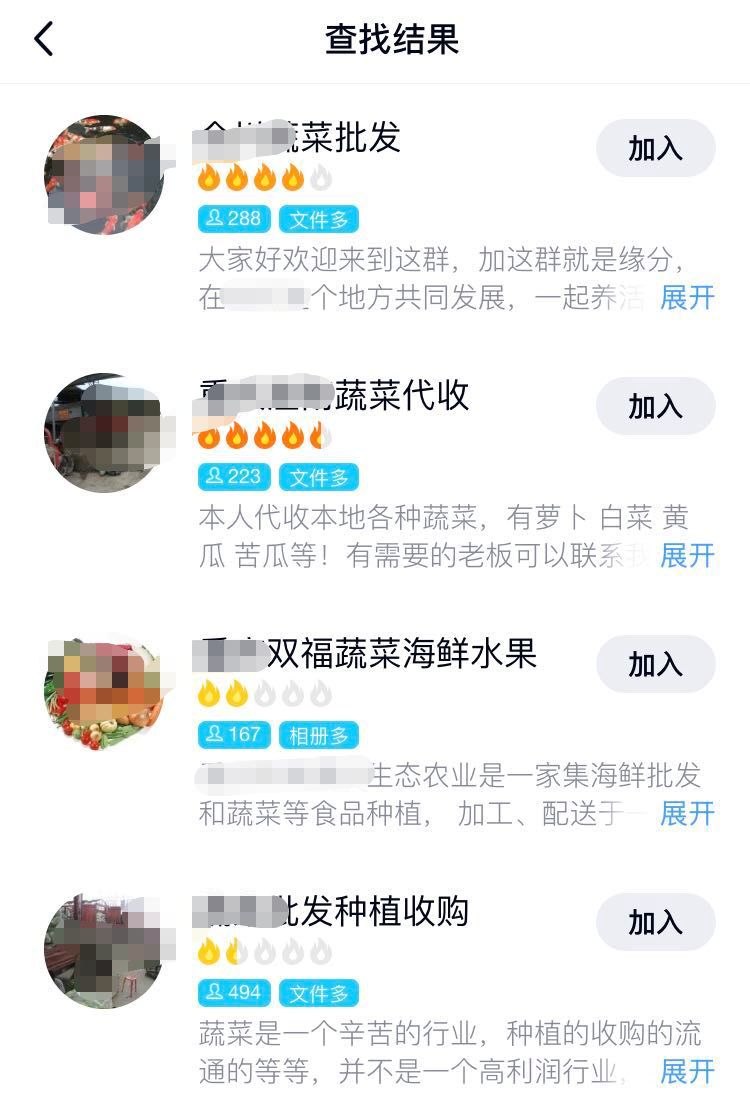 查找结果
蔬菜批发
加入
288 文件多
大家好欢迎来到这群，加这群就是缘分，
在 个地方共同发展，一起养活 展开
蔬菜代收
加入
223 文件多
本人代收本地各种蔬菜，有萝卜 白菜 黄
瓜 苦瓜等！有需要的老板可以联系我 展开
双福蔬菜海鲜水果
加入
167 相册多
生态农业是一家集海鲜批发
和蔬菜等食品种植， 加工、配送于一 展开
批发种植收购
加入
494 文件多
蔬菜是一个辛苦的行业，种植的收购的流
通的等等，并不是一个高利润行业， 展开